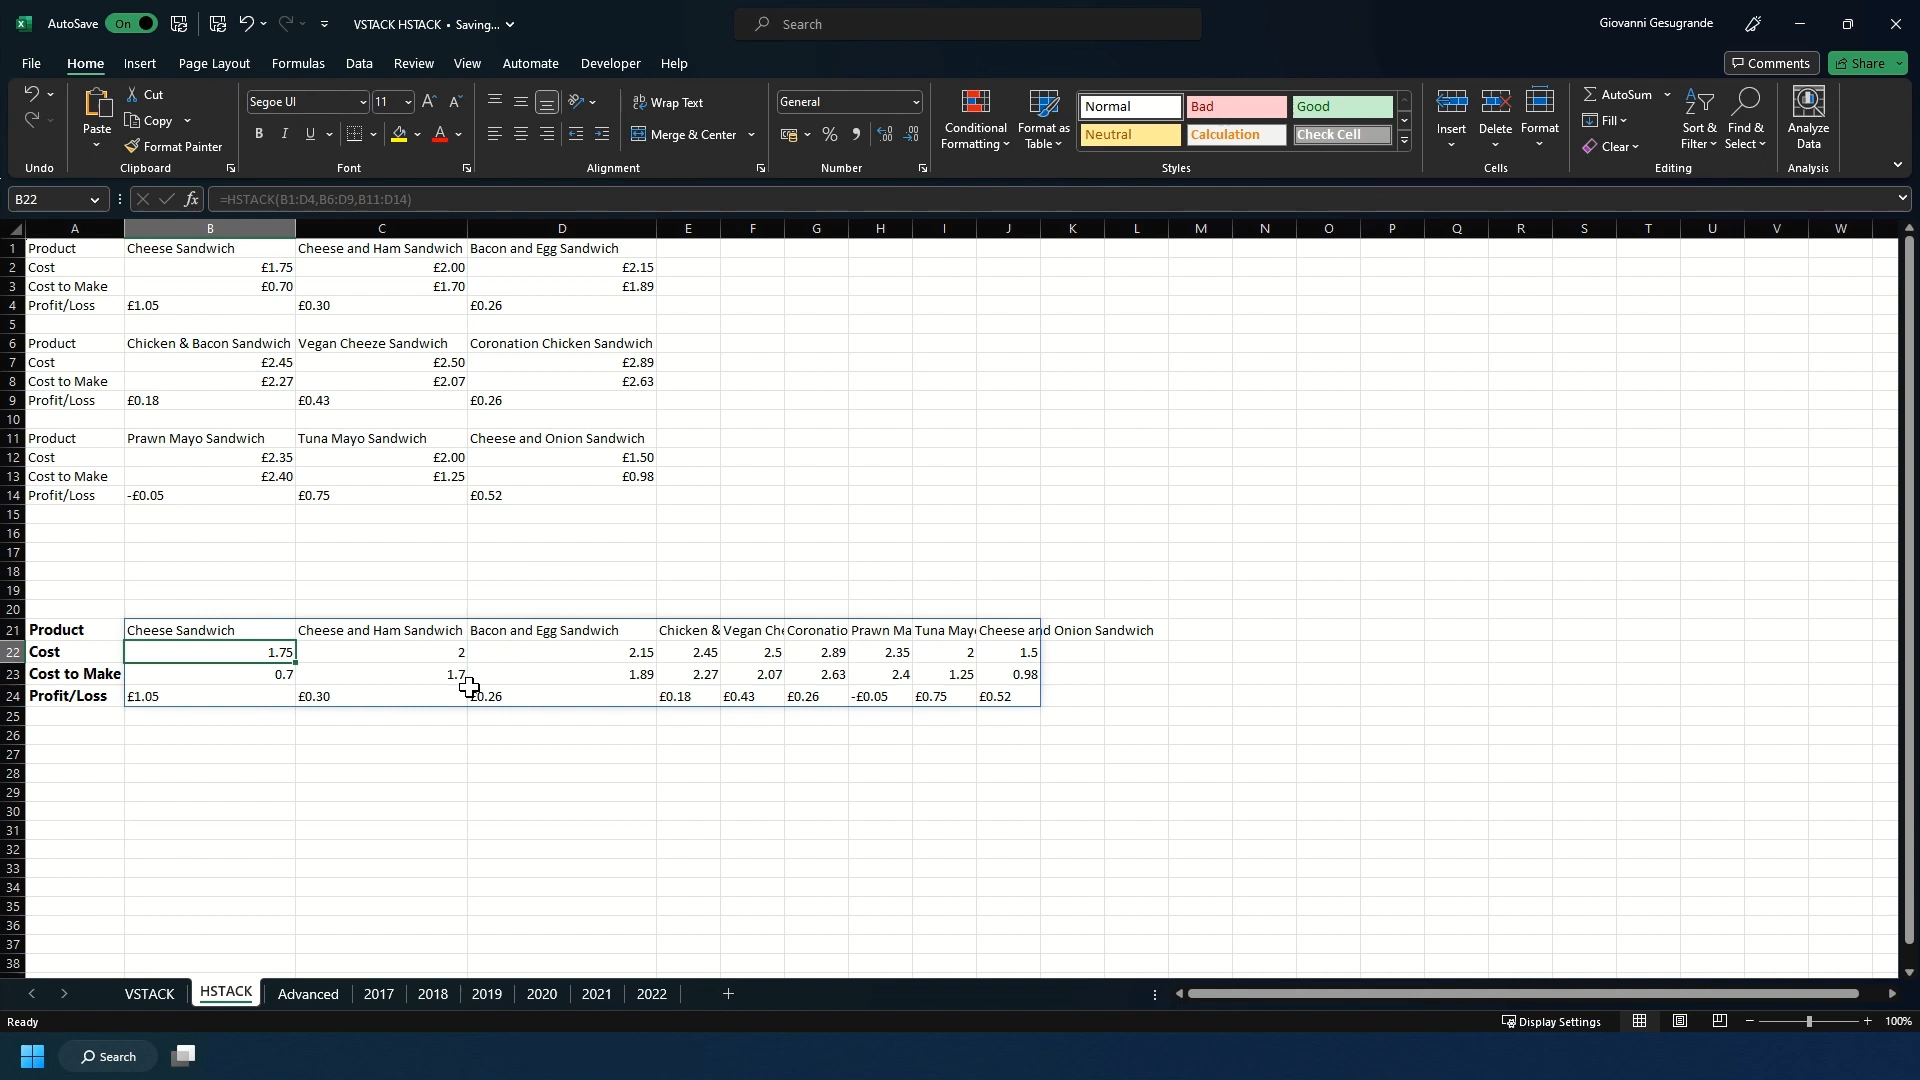 AutoSave On VSTACK HSTACK • Saving... Search Giovanni Gesugrande
File Home Insert Page Layout Formulas Data Review View Automate Developer Help Comments Share
Paste Cut Copy Format Painter
Segoe UI 11 B I U A A A
Wrap Text Merge & Center
General % ,
Conditional Formatting Format as Table
Normal Bad Good
Neutral Calculation Check Cell
Insert Delete Format
AutoSum Fill Clear
Sort & Filter Find & Select Analyze Data
Undo Clipboard Font Alignment Number Styles Cells Editing Analysis
B22 fx =HSTACK(B1:D4,B6:D9,B11:D14)
A B C D E F G H I J K L M N O P Q R S T U V W
1 Product Cheese Sandwich Cheese and Ham Sandwich Bacon and Egg Sandwich
2 Cost £1.75 £2.00 £2.15
3 Cost to Make £0.70 £1.70 £1.89
4 Profit/Loss £1.05 £0.30 £0.26
5
6 Product Chicken & Bacon Sandwich Vegan Cheeze Sandwich Coronation Chicken Sandwich
7 Cost £2.45 £2.50 £2.89
8 Cost to Make £2.27 £2.07 £2.63
9 Profit/Loss £0.18 £0.43 £0.26
10
11 Product Prawn Mayo Sandwich Tuna Mayo Sandwich Cheese and Onion Sandwich
12 Cost £2.35 £2.00 £1.50
13 Cost to Make £2.40 £1.25 £0.98
14 Profit/Loss -£0.05 £0.75 £0.52
15
16
17
18
19
20
21 Product Cheese Sandwich Cheese and Ham Sandwich Bacon and Egg Sandwich Chicken & Vegan Che Coronatio Prawn Ma Tuna May Cheese and Onion Sandwich
22 Cost 1.75 2 2.15 2.45 2.5 2.89 2.35 2 1.5
23 Cost to Make 0.7 1.7 1.89 2.27 2.07 2.63 2.4 1.25 0.98
24 Profit/Loss £1.05 £0.30 £0.26 £0.18 £0.43 £0.26 -£0.05 £0.75 £0.52
25
26
27
28
29
30
31
32
33
34
35
36
37
38
VSTACK HSTACK Advanced 2017 2018 2019 2020 2021 2022
Ready Display Settings 100%
Search